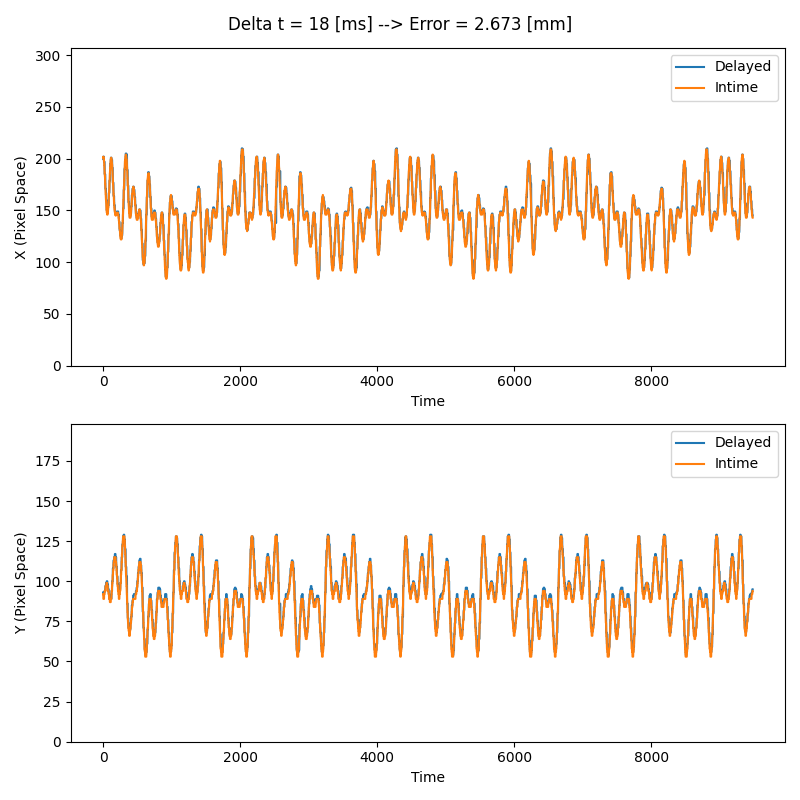 Delta t = 18 [ms] --> Error = 2.673 [mm]
300
250
200
150
100
50
0
X (Pixel Space)
Delayed
Intime
0 2000 4000 6000 8000
Time
175
150
125
100
75
50
25
0
Y (Pixel Space)
Delayed
Intime
0 2000 4000 6000 8000
Time